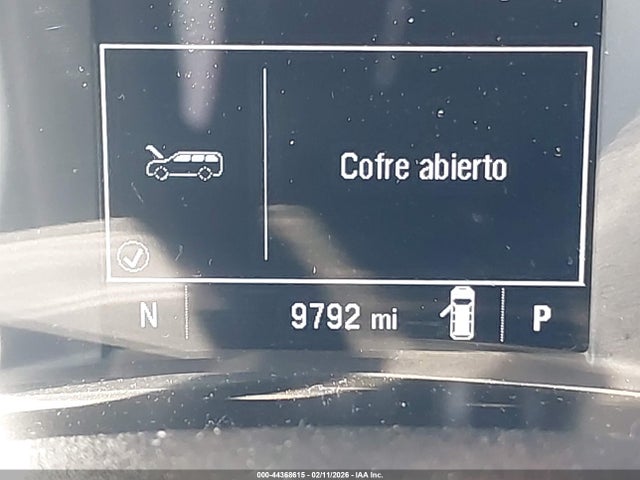 Cofre abierto
N 9792 mi P
000-44368615 - 02/11/2026 - IAA Inc.